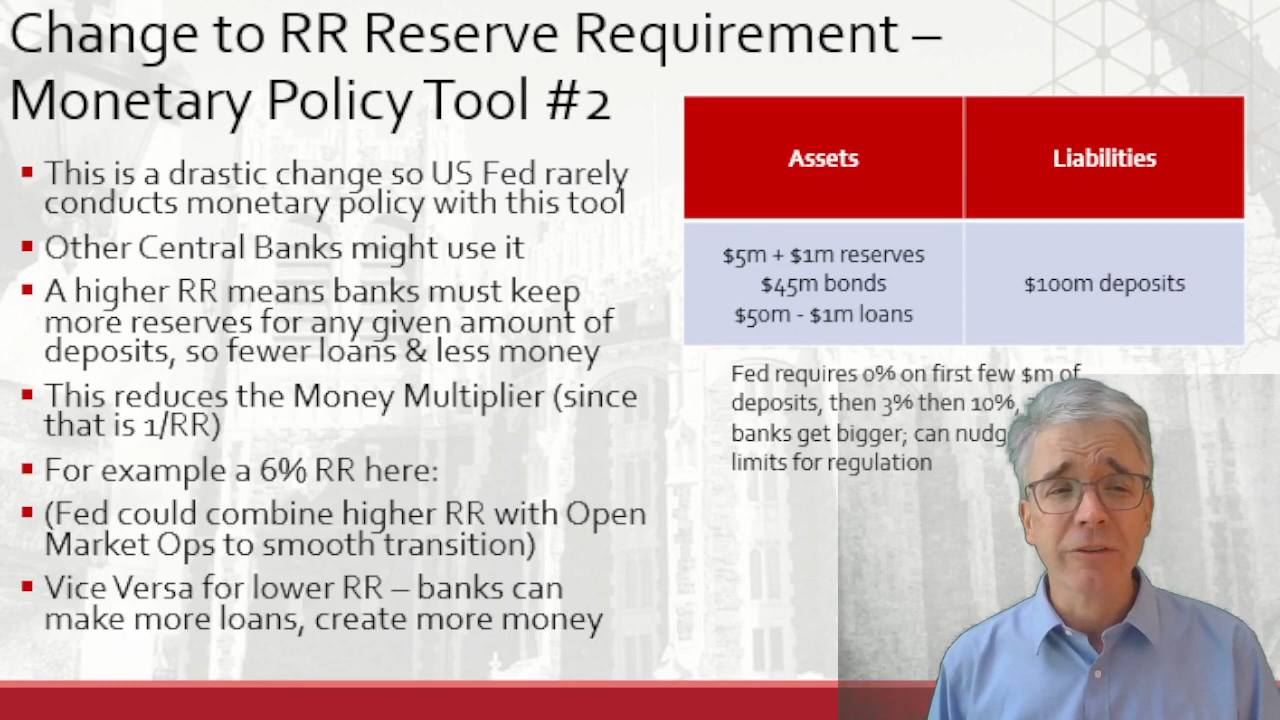 Change to RR Reserve Requirement –
Monetary Policy Tool #2
▪ This is a drastic change so US Fed rarely
conducts monetary policy with this tool
▪ Other Central Banks might use it
▪ A higher RR means banks must keep
more reserves for any given amount of
deposits, so fewer loans & less money
▪ This reduces the Money Multiplier (since
that is 1/RR)
▪ For example a 6% RR here:
▪ (Fed could combine higher RR with Open
Market Ops to smooth transition)
▪ Vice Versa for lower RR – banks can
make more loans, create more money
Assets
Liabilities
$5m + $1m reserves
$45m bonds
$50m - $1m loans
$100m deposits
Fed requires 0% on first few $m of
deposits, then 3% then 10%,
banks get bigger; can
limits for regulation